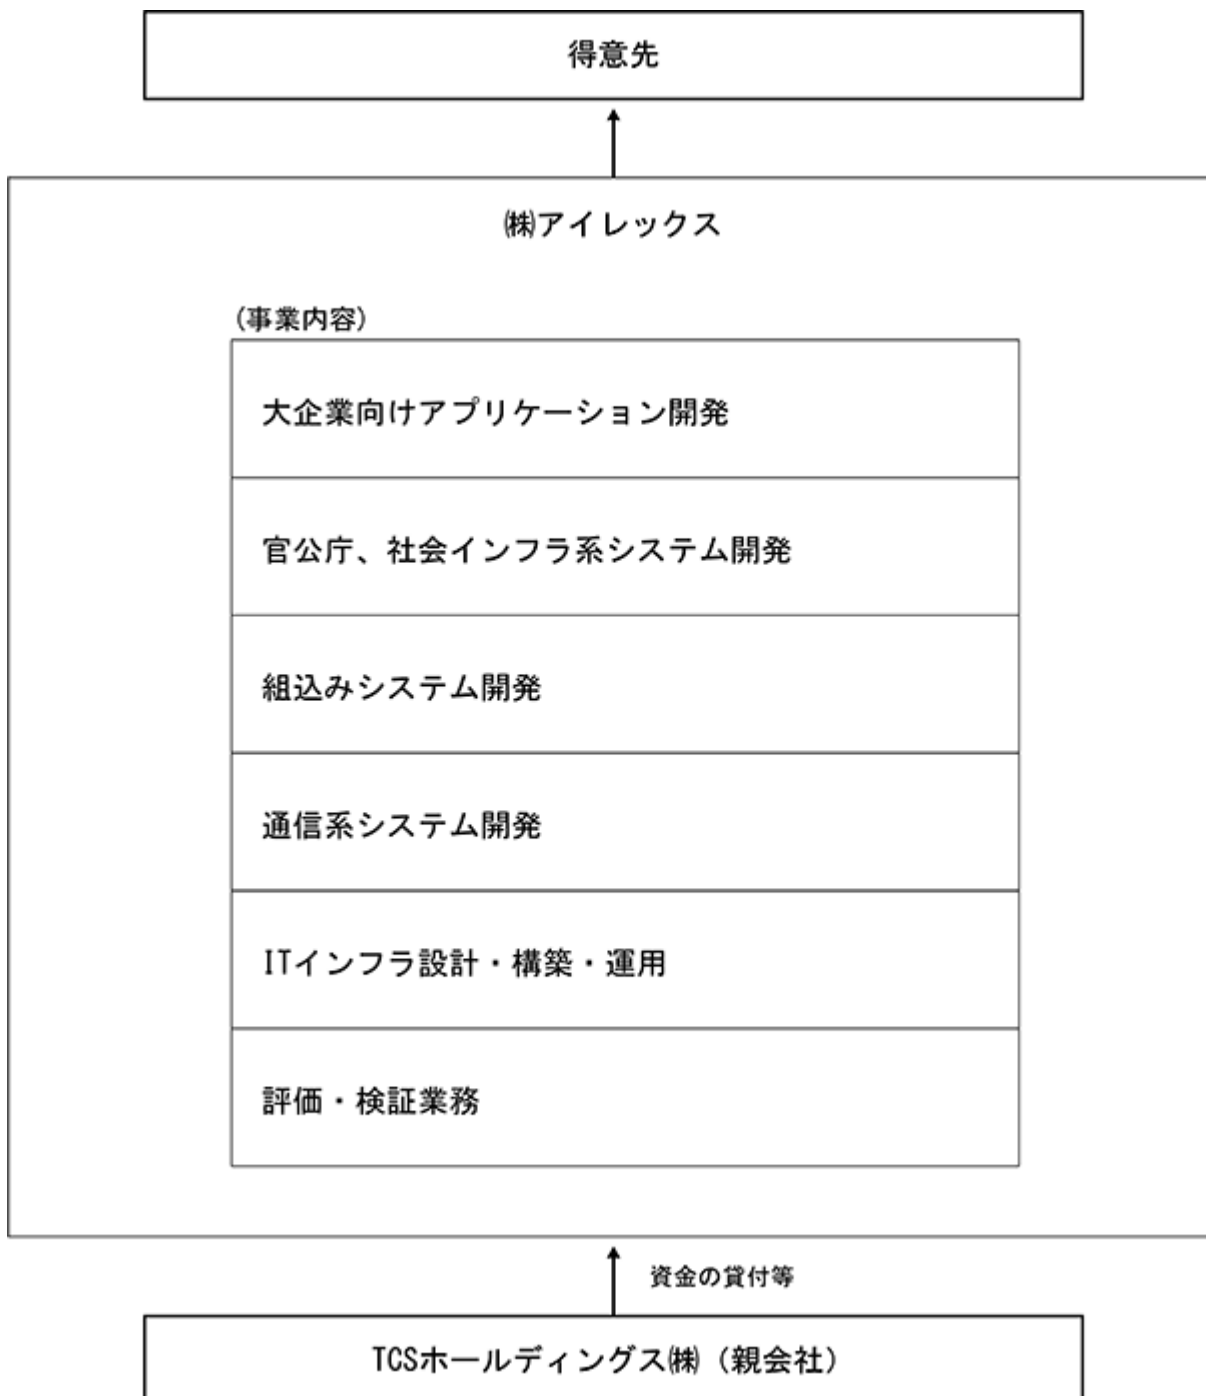 得意先
㈱アイレックス
(事業内容)
大企業向けアプリケーション開発
官公庁、社会インフラ系システム開発
組込みシステム開発
通信系システム開発
ITインフラ設計・構築・運用
評価・検証業務
資金の貸付等
TCSホールディングス㈱（親会社）